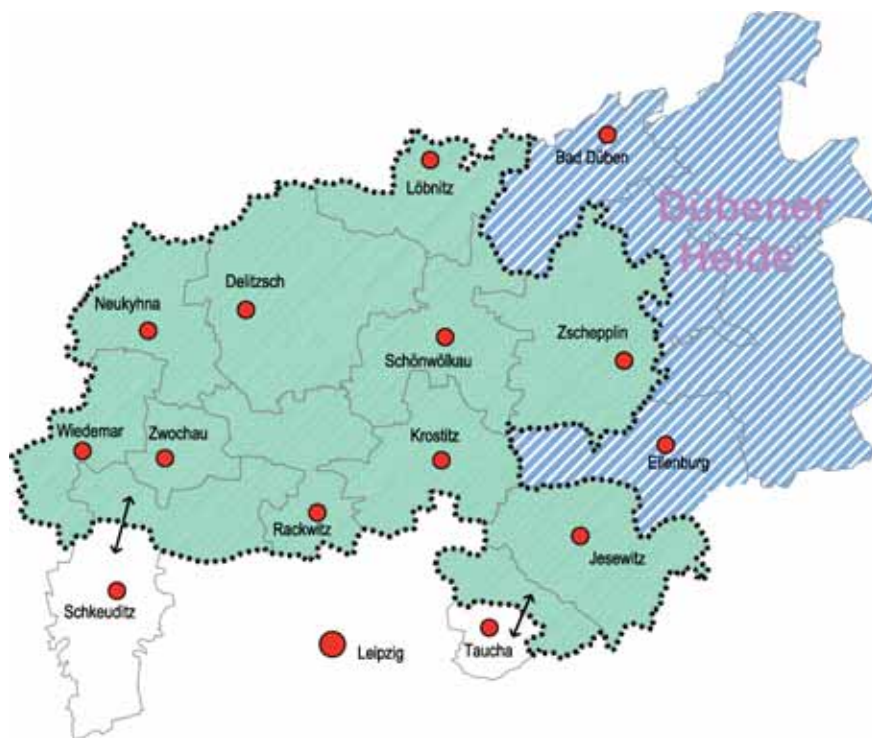 Bad Düben
Löbnitz
Dübener
Heide
Delitzsch
Neukyhna
Zschepplin
Schönwölkau
Wiedemar
Zwochau
Krostitz
Eilenburg
Rackwitz
Jesewitz
Schkeuditz
Leipzig
Taucha